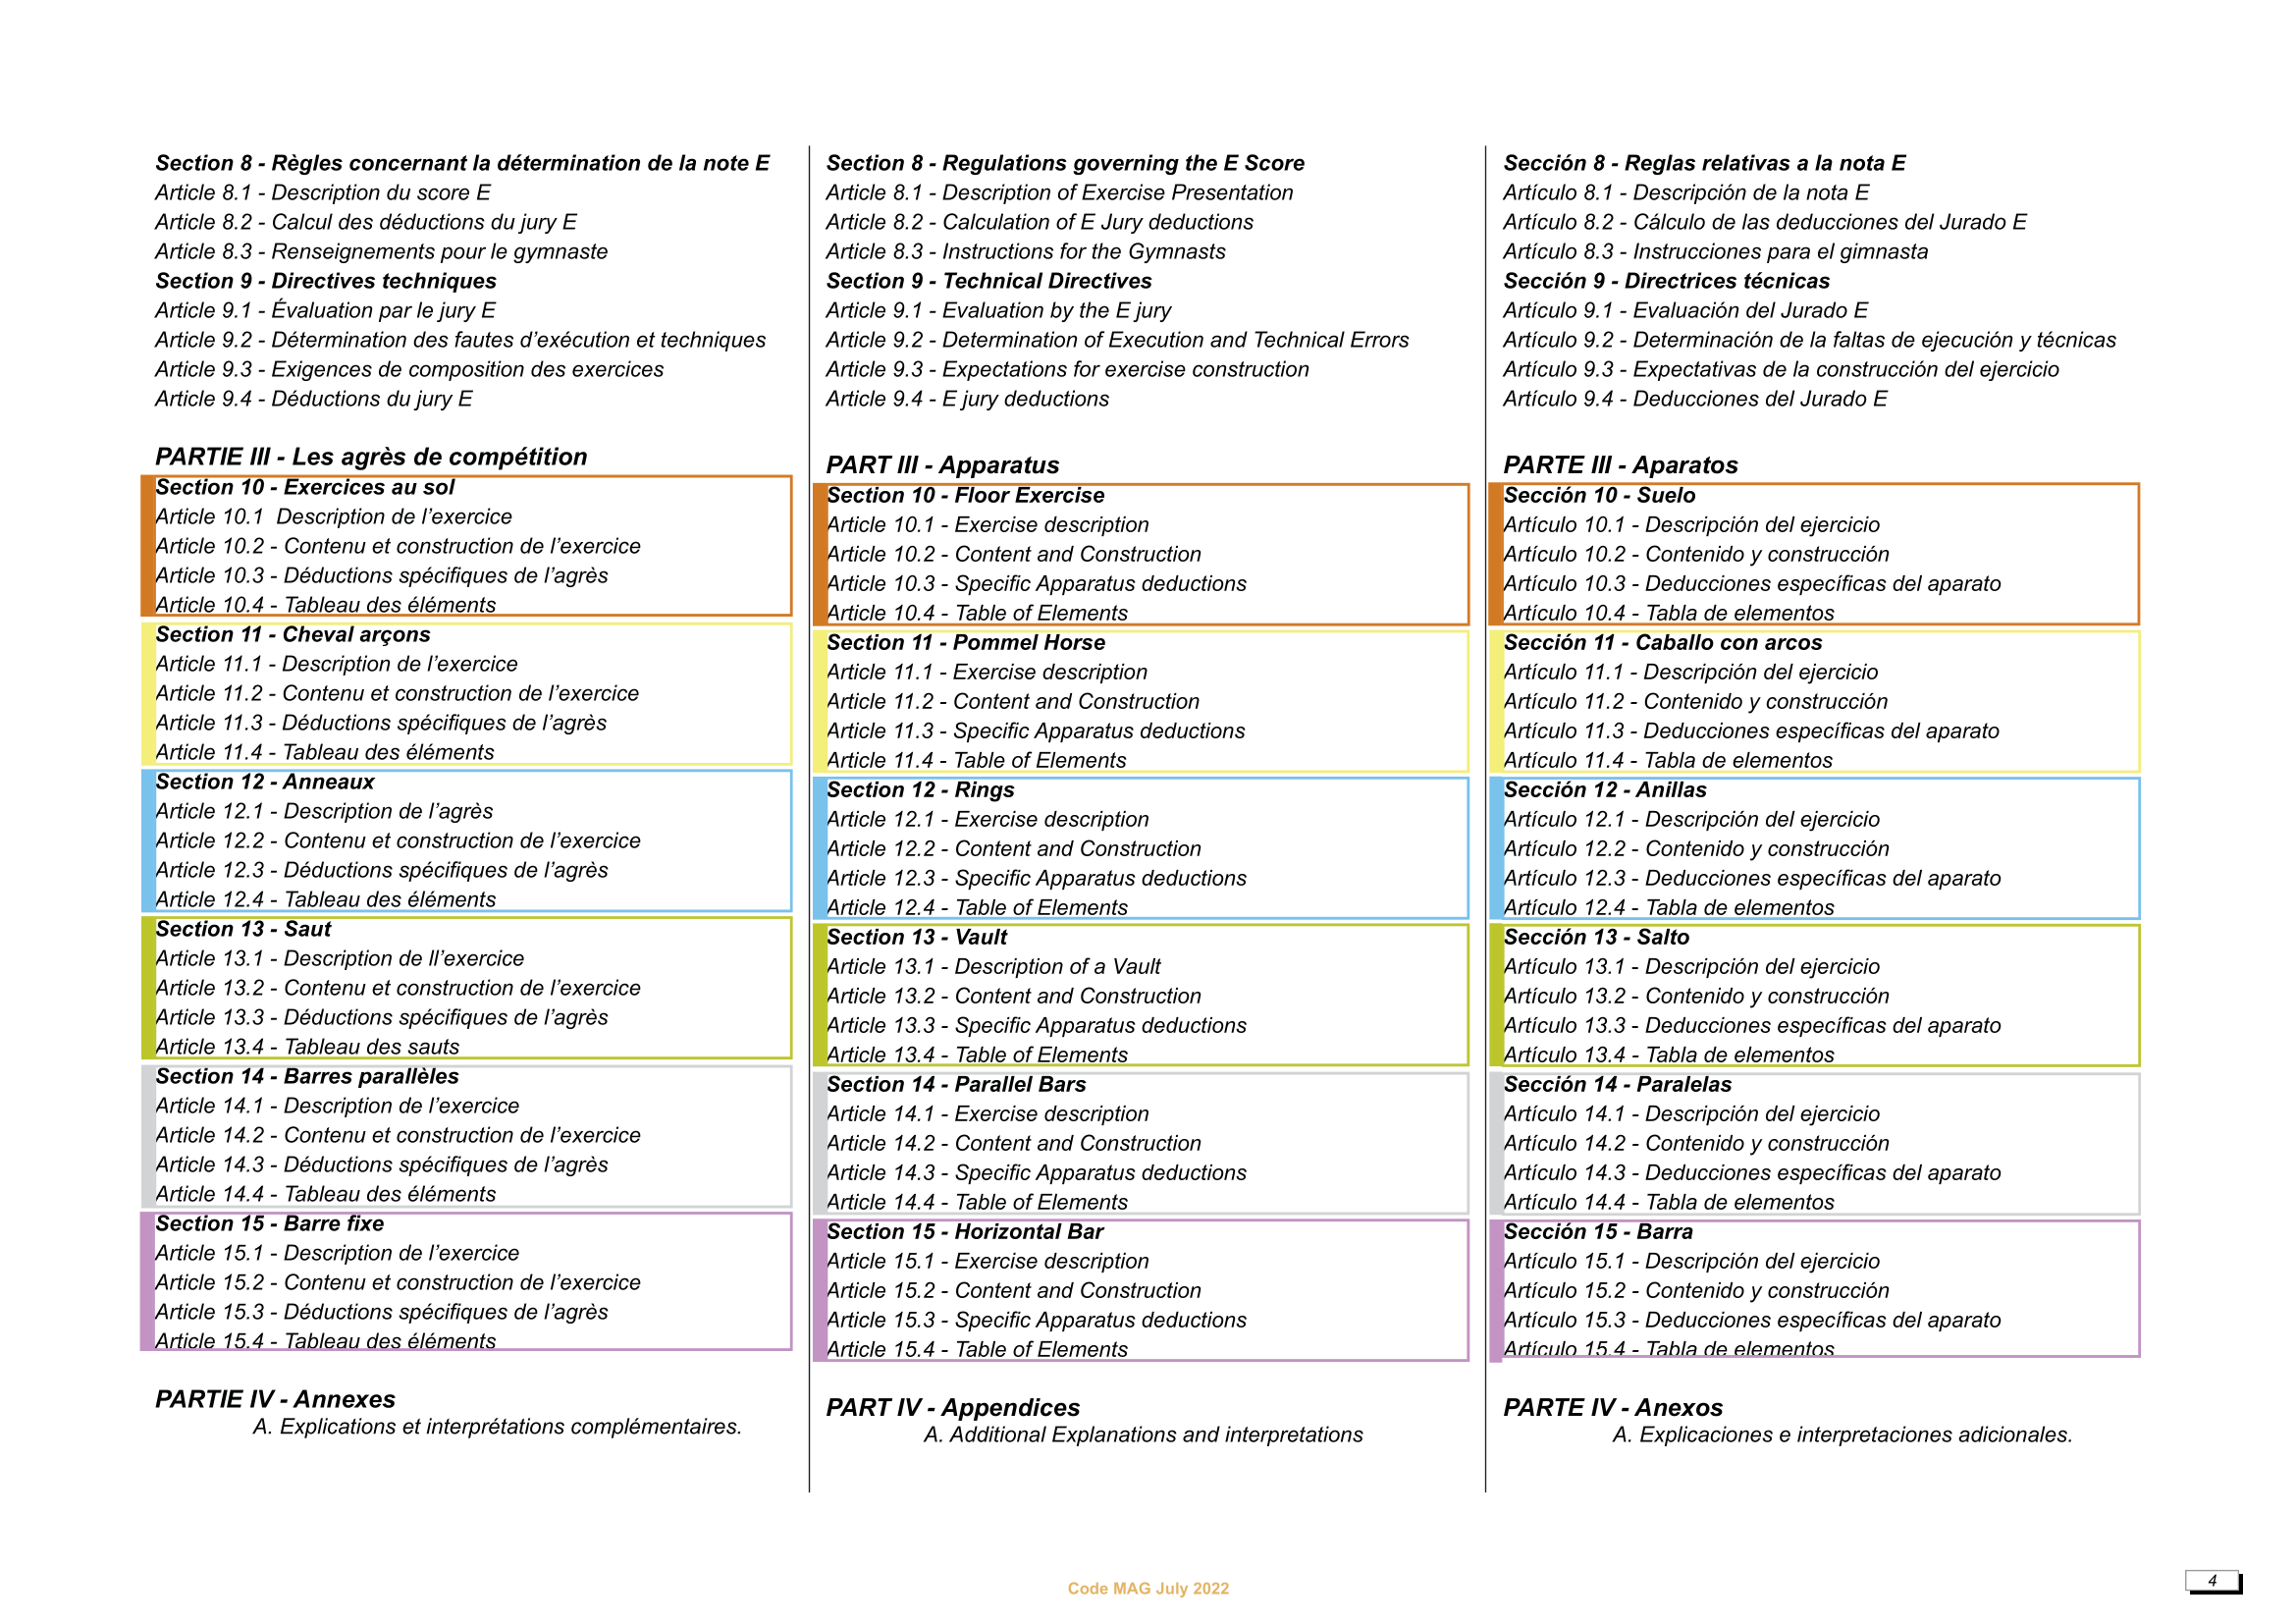 Section 8 - Règles concernant la détermination de la note E
Article 8.1 - Description du score E
Article 8.2 - Calcul des déductions du jury E
Article 8.3 - Renseignements pour le gymnaste
Section 9 - Directives techniques
Article 9.1 - Évaluation par le jury E
Article 9.2 - Détermination des fautes d’exécution et techniques
Article 9.3 - Exigences de composition des exercices
Article 9.4 - Déductions du jury E
PARTIE III - Les agrès de compétition
Section 10 - Exercices au sol
Article 10.1  Description de l’exercice
Article 10.2 - Contenu et construction de l’exercice
Article 10.3 - Déductions spécifiques de l’agrès
Article 10.4 - Tableau des éléments
Section 11 - Cheval arçons
Article 11.1 - Description de l’exercice
Article 11.2 - Contenu et construction de l’exercice
Article 11.3 - Déductions spécifiques de l’agrès
Article 11.4 - Tableau des éléments
Section 12 - Anneaux
Article 12.1 - Description de l’agrès
Article 12.2 - Contenu et construction de l’exercice
Article 12.3 - Déductions spécifiques de l’agrès
Article 12.4 - Tableau des éléments
Section 13 - Saut
Article 13.1 - Description de ll’exercice
Article 13.2 - Contenu et construction de l’exercice
Article 13.3 - Déductions spécifiques de l’agrès
Article 13.4 - Tableau des sauts
Section 14 - Barres parallèles
Article 14.1 - Description de l’exercice
Article 14.2 - Contenu et construction de l’exercice
Article 14.3 - Déductions spécifiques de l’agrès
Article 14.4 - Tableau des éléments
Section 15 - Barre fixe
Article 15.1 - Description de l’exercice
Article 15.2 - Contenu et construction de l’exercice
Article 15.3 - Déductions spécifiques de l’agrès
Article 15.4 - Tableau des éléments
PARTIE IV - Annexes
A. Explications et interprétations complémentaires.
Section 8 - Regulations governing the E Score
Article 8.1 - Description of Exercise Presentation
Article 8.2 - Calculation of E Jury deductions
Article 8.3 - Instructions for the Gymnasts
Section 9 - Technical Directives
Article 9.1 - Evaluation by the E jury
Article 9.2 - Determination of Execution and Technical Errors
Article 9.3 - Expectations for exercise construction
Article 9.4 - E jury deductions
PART III - Apparatus
Section 10 - Floor Exercise
Article 10.1 - Exercise description
Article 10.2 - Content and Construction
Article 10.3 - Specific Apparatus deductions
Article 10.4 - Table of Elements
Section 11 - Pommel Horse
Article 11.1 - Exercise description
Article 11.2 - Content and Construction
Article 11.3 - Specific Apparatus deductions
Article 11.4 - Table of Elements
Section 12 - Rings
Article 12.1 - Exercise description
Article 12.2 - Content and Construction
Article 12.3 - Specific Apparatus deductions
Article 12.4 - Table of Elements
Section 13 - Vault
Article 13.1 - Description of a Vault
Article 13.2 - Content and Construction
Article 13.3 - Specific Apparatus deductions
Article 13.4 - Table of Elements
Section 14 - Parallel Bars
Article 14.1 - Exercise description
Article 14.2 - Content and Construction
Article 14.3 - Specific Apparatus deductions
Article 14.4 - Table of Elements
Section 15 - Horizontal Bar
Article 15.1 - Exercise description
Article 15.2 - Content and Construction
Article 15.3 - Specific Apparatus deductions
Article 15.4 - Table of Elements
PART IV - Appendices
A. Additional Explanations and interpretations
Sección 8 - Reglas relativas a la nota E
Artículo 8.1 - Descripción de la nota E
Artículo 8.2 - Cálculo de las deducciones del Jurado E
Artículo 8.3 - Instrucciones para el gimnasta
Sección 9 - Directrices técnicas
Artículo 9.1 - Evaluación del Jurado E
Artículo 9.2 - Determinación de la faltas de ejecución y técnicas
Artículo 9.3 - Expectativas de la construcción del ejercicio
Artículo 9.4 - Deducciones del Jurado E
PARTE III - Aparatos
Sección 10 - Suelo
Artículo 10.1 - Descripción del ejercicio
Artículo 10.2 - Contenido y construcción
Artículo 10.3 - Deducciones específicas del aparato
Artículo 10.4 - Tabla de elementos
Sección 11 - Caballo con arcos
Artículo 11.1 - Descripción del ejercicio
Artículo 11.2 - Contenido y construcción
Artículo 11.3 - Deducciones específicas del aparato
Artículo 11.4 - Tabla de elementos
Sección 12 - Anillas
Artículo 12.1 - Descripción del ejercicio
Artículo 12.2 - Contenido y construcción
Artículo 12.3 - Deducciones específicas del aparato
Artículo 12.4 - Tabla de elementos
Sección 13 - Salto
Artículo 13.1 - Descripción del ejercicio
Artículo 13.2 - Contenido y construcción
Artículo 13.3 - Deducciones específicas del aparato
Artículo 13.4 - Tabla de elementos
Sección 14 - Paralelas
Artículo 14.1 - Descripción del ejercicio
Artículo 14.2 - Contenido y construcción
Artículo 14.3 - Deducciones específicas del aparato
Artículo 14.4 - Tabla de elementos
Sección 15 - Barra
Artículo 15.1 - Descripción del ejercicio
Artículo 15.2 - Contenido y construcción
Artículo 15.3 - Deducciones específicas del aparato
Artículo 15.4 - Tabla de elementos
PARTE IV - Anexos
A. Explicaciones e interpretaciones adicionales.
Code MAG July 2022
4